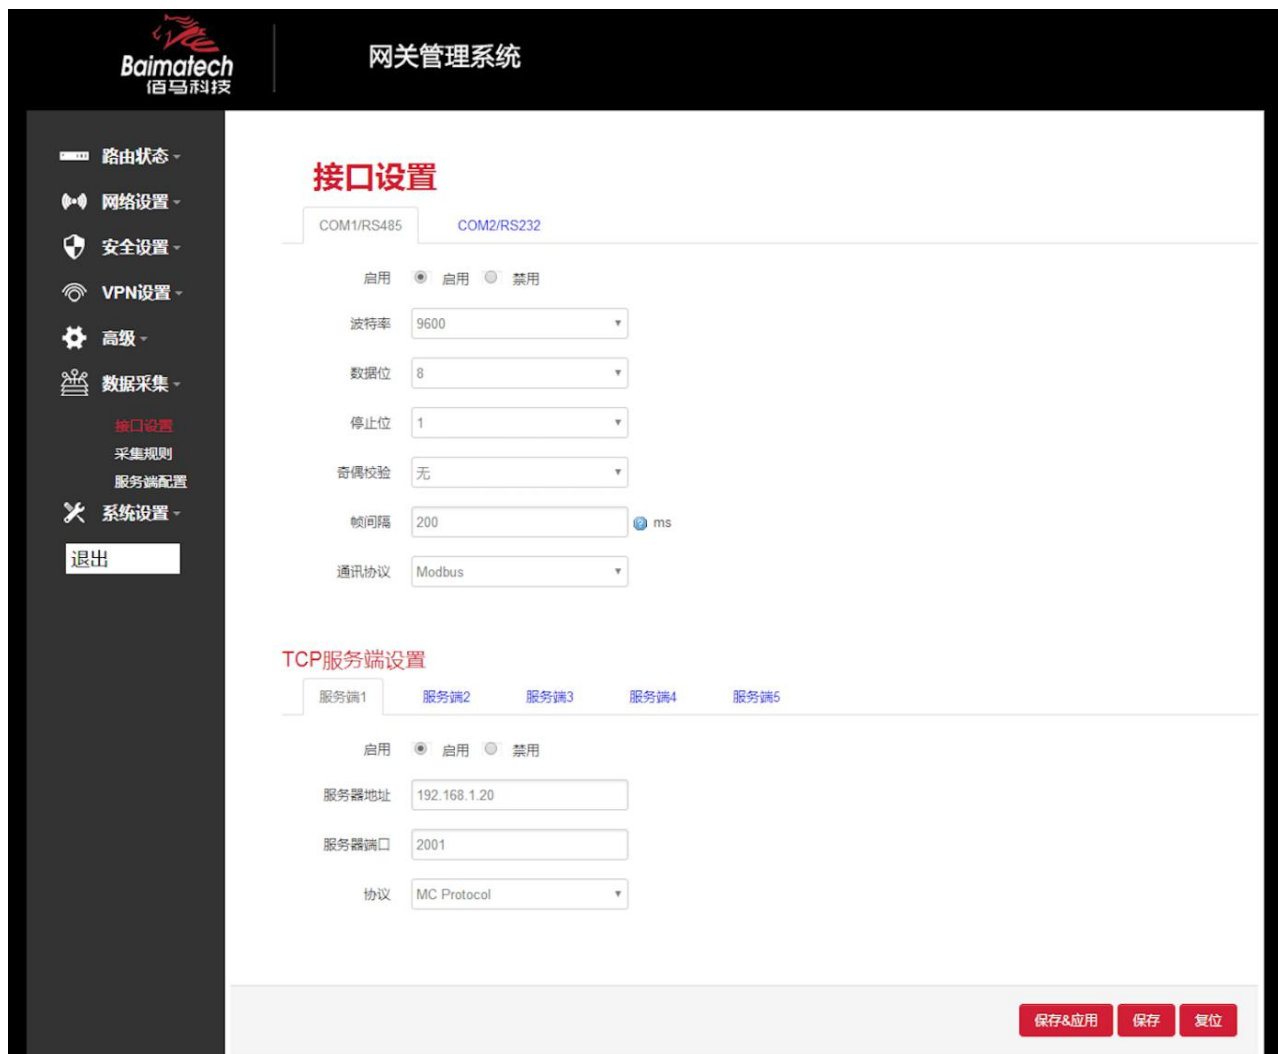 Baimatech
佰马科技
网关管理系统
路由状态
网络设置
安全设置
VPN设置
高级
数据采集
接口设置
采集规则
服务端配置
系统设置
退出
接口设置
COM1/RS485 COM2/RS232
启用 启用 禁用
波特率 9600
数据位 8
停止位 1
奇偶校验 无
帧间隔 200 ms
通讯协议 Modbus
TCP服务端设置
服务端1 服务端2 服务端3 服务端4 服务端5
启用 启用 禁用
服务器地址 192.168.1.20
服务器端口 2001
协议 MC Protocol
保存&应用 保存 复位